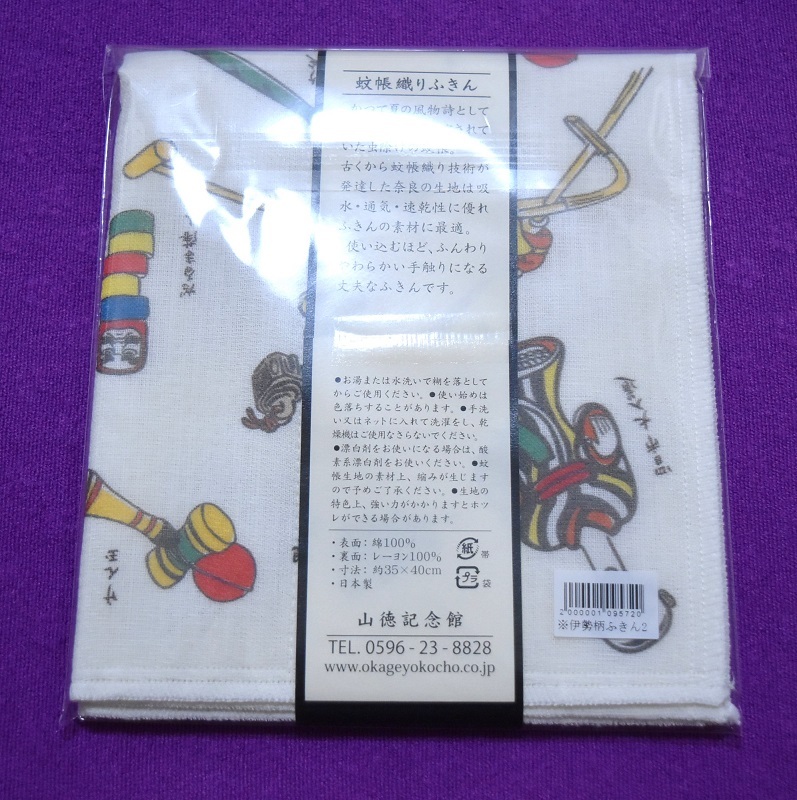 蚊帳織りふきん
かつて夏の風物詩として
されて
古くから蚊帳織り技術が
発達した奈良の生地は吸
水・通気・速乾性に優れ
ふきんの素材に最適。
使い込むほど、ふんわり
やわらかい手触りになる
丈夫なふきんです。
●お湯または水洗いで糊を落として
からご使用ください。●使い始めは
色落ちすることがあります。●手洗
い又はネットに入れて洗濯をし、乾
燥機はご使用なさらないでください。
●漂白剤をお使いになる場合は、酸
素系漂白剤をお使いください。●蚊
帳生地の素材上、縮みが生じます
ので予めご了承ください。●生地の
特色上、強い力がかかりますとホツ
レができる場合があります。
・表面：綿100%
・裏面：レーヨン100%
・寸法：約35×40cm
・日本製
紙 帯
プラ 袋
山徳記念館
TEL. 0596-23-8828
www.okageyokocho.co.jp
だるま落し
けん玉
2000001095720
※伊勢柄ふきん2